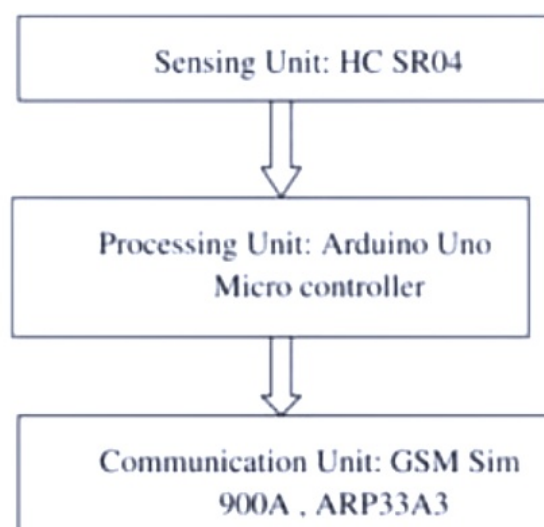 Sensing Unit: HC SR04
Processing Unit: Arduino Uno
Micro controller
Communication Unit: GSM Sim
900A , ARP33A3